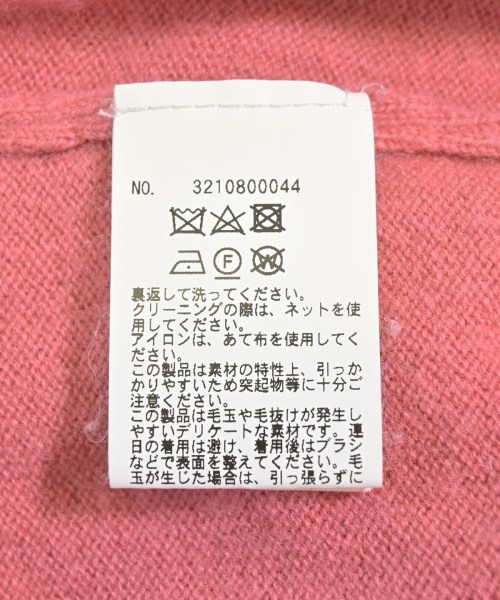 NO. 3210800044
F W
裏返して洗ってください。
クリーニングの際は、ネットを使
用してください。
アイロンは、あて布を使用してく
ださい。
この製品は素材の特性上、引っか
かりやすいため突起物等に十分ご
注意ください。
この製品は毛玉や毛抜けが発生し
やすいデリケートな素材です。連
日の着用は避け、着用後はブラシ
などで表面を整えてください。毛
玉が生じた場合は、引っ張らずに